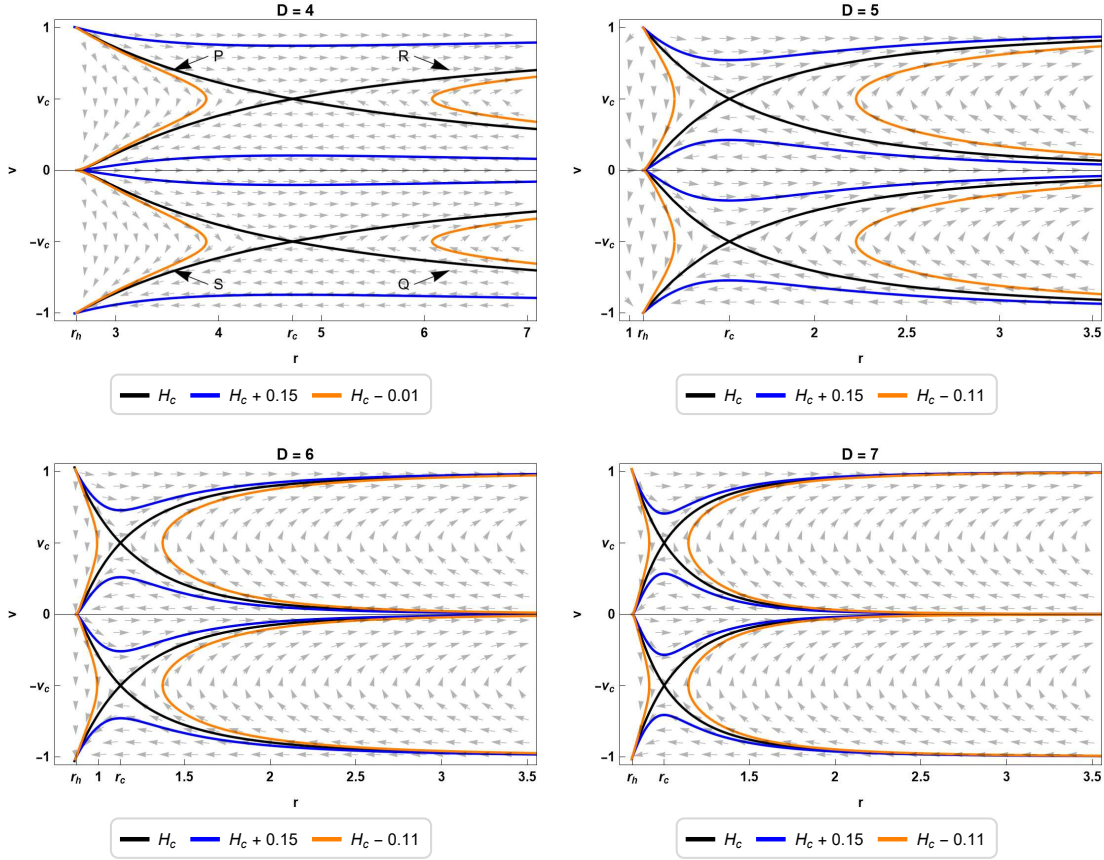 D = 4
1
v_c
0
-v_c
-1
v
P
R
S
Q
r_h
3
4
r_c
5
6
7
r
H_c
H_c + 0.15
H_c - 0.01
D = 5
1
v_c
0
-v_c
-1
v
1
r_h
r_c
2
2.5
3
3.5
r
H_c
H_c + 0.15
H_c - 0.11
D = 6
1
v_c
0
-v_c
-1
v
r_h
1
r_c
1.5
2
2.5
3
3.5
r
H_c
H_c + 0.15
H_c - 0.11
D = 7
1
v_c
0
-v_c
-1
v
r_h
r_c
1.5
2
2.5
3
3.5
r
H_c
H_c + 0.15
H_c - 0.11